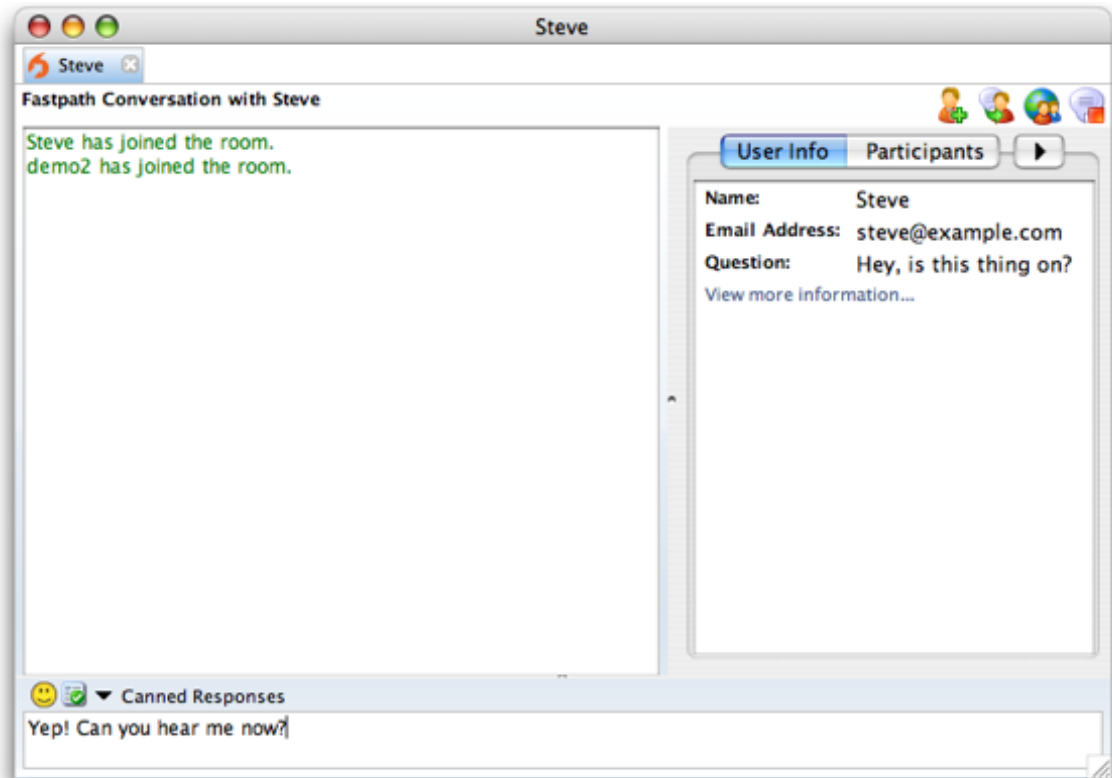 Steve
Steve
Fastpath Conversation with Steve
Steve has joined the room.
demo2 has joined the room.
User Info Participants
Name: Steve
Email Address: steve@example.com
Question: Hey, is this thing on?
View more information...
Canned Responses
Yep! Can you hear me now?